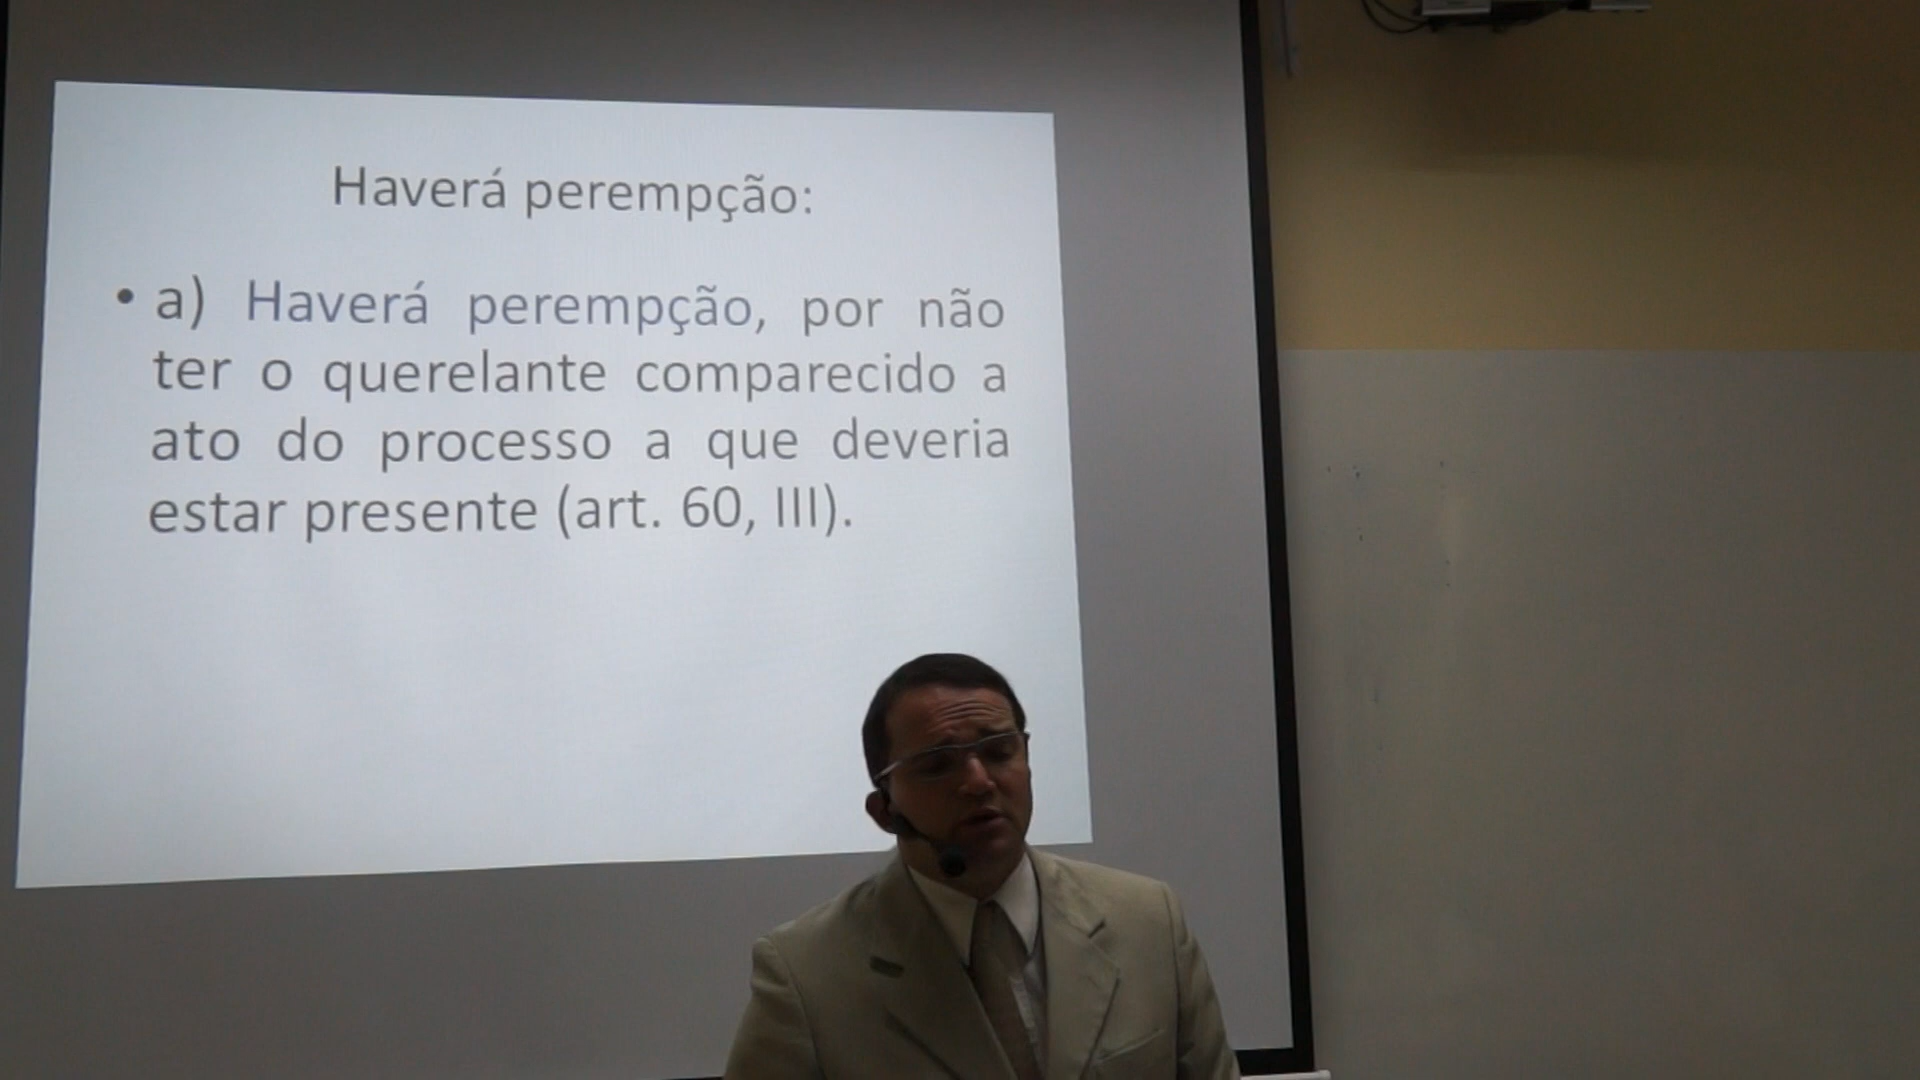 Haverá perempção:
• a) Haverá perempção, por não
ter o querelante comparecido a
ato do processo a que deveria
estar presente (art. 60, III).